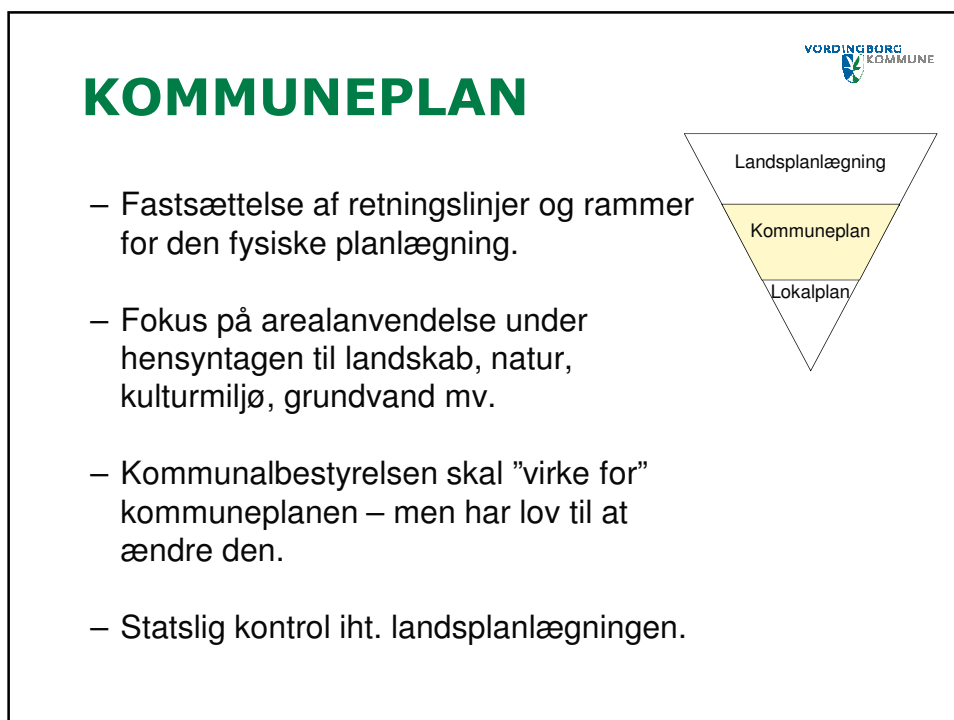 VORDINGBORG
KOMMUNE
KOMMUNEPLAN
Landsplanlægning
Kommuneplan
Lokalplan
– Fastsættelse af retningslinjer og rammer
for den fysiske planlægning.
– Fokus på arealanvendelse under
hensyntagen til landskab, natur,
kulturmiljø, grundvand mv.
– Kommunalbestyrelsen skal ”virke for”
kommuneplanen – men har lov til at
ændre den.
– Statslig kontrol iht. landsplanlægningen.